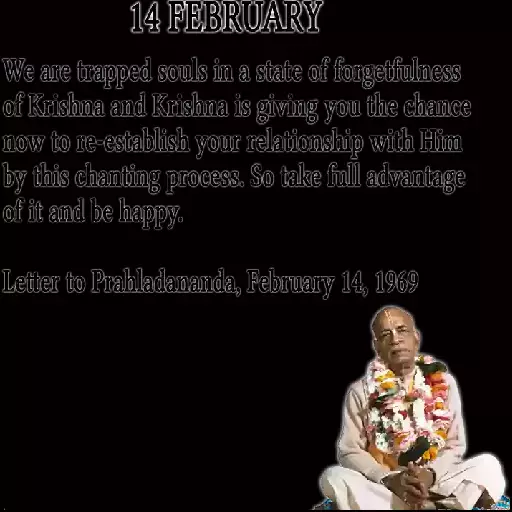 14 FEBRUARY
We are trapped souls in a state of forgetfulness
of Krishna and Krishna is giving you the chance
now to re-establish your relationship with Him
by this chanting process. So take full advantage
of it and be happy.
Letter to Prahladananda, February 14, 1969